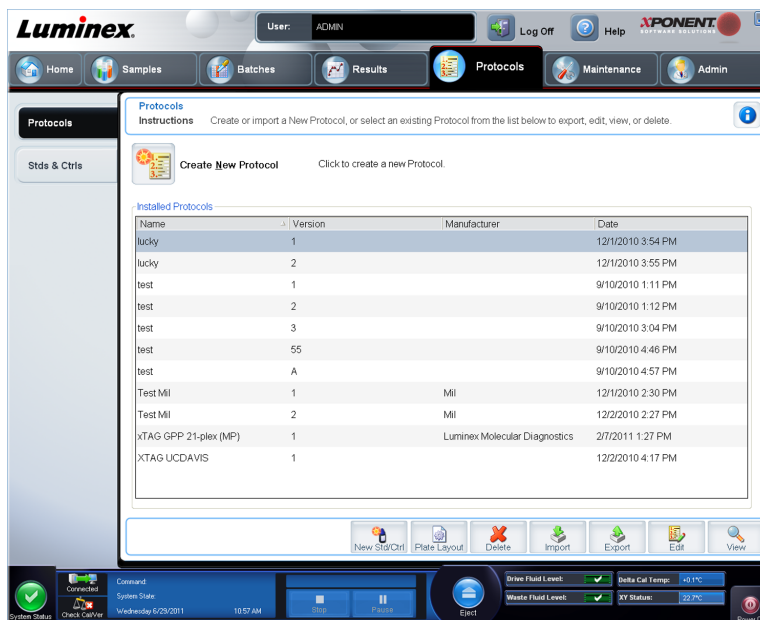 Luminex.
User: ADMIN
Log Off
Help
XPONENT.
SOFTWARE SOLUTIONS
Home
Samples
Batches
Results
Protocols
Maintenance
Admin
Protocols
Stds & Ctrls
Protocols
Instructions Create or import a New Protocol, or select an existing Protocol from the list below to export, edit, view, or delete.
Create New Protocol Click to create a new Protocol.
Installed Protocols
Name Version Manufacturer Date
lucky 1 12/1/2010 3:54 PM
lucky 2 12/1/2010 3:55 PM
test 1 9/10/2010 1:11 PM
test 2 9/10/2010 1:12 PM
test 3 9/10/2010 3:04 PM
test 55 9/10/2010 4:46 PM
test A 9/10/2010 4:57 PM
Test Mil 1 Mil 12/1/2010 2:30 PM
Test Mil 2 Mil 12/2/2010 2:27 PM
xTAG GPP 21-plex (MP) 1 Luminex Molecular Diagnostics 2/7/2011 1:27 PM
XTAG UCDAVIS 1 12/2/2010 4:17 PM
New Std/Ctrl
Plate Layout
Delete
Import
Export
Edit
View
System Status
Connected
Check Cal/Ver
Command:
System State:
Wednesday 6/29/2011 10:57 AM
Stop
Pause
Eject
Drive Fluid Level:
Waste Fluid Level:
Delta Cal Temp: +0.1°C
XY Status: 22.7°C